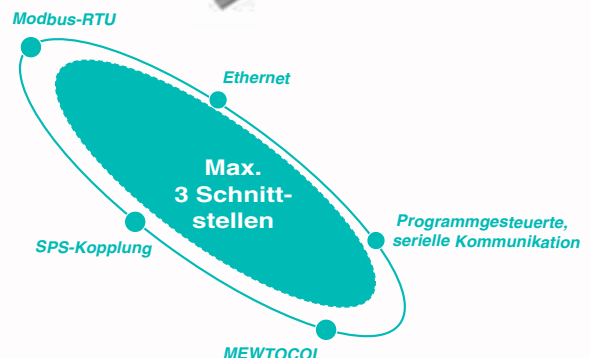 Modbus-RTU
Ethernet
Max.
3 Schnitt-
stellen
Programmgesteuerte,
serielle Kommunikation
SPS-Kopplung
MEWTOCOL